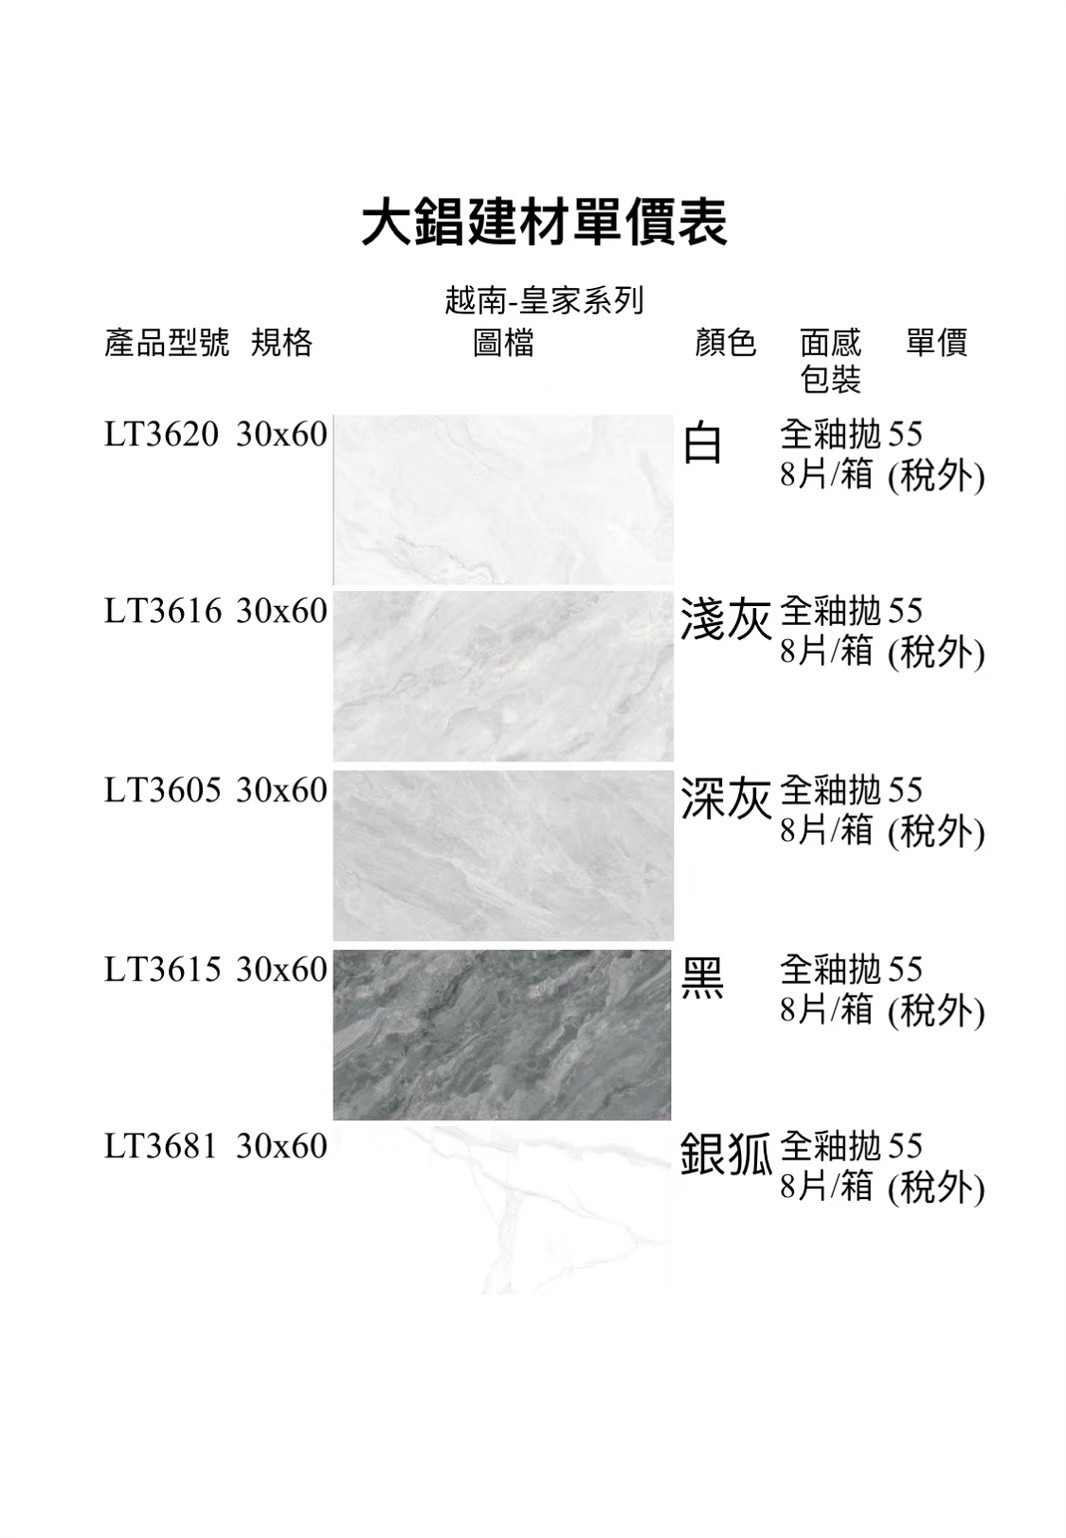 大錩建材單價表
越南-皇家系列
產品型號 規格 圖檔 顏色 面感 單價
包裝
LT3620 30x60 白 全釉拋 55
8片/箱 (稅外)
LT3616 30x60 淺灰 全釉拋 55
8片/箱 (稅外)
LT3605 30x60 深灰 全釉拋 55
8片/箱 (稅外)
LT3615 30x60 黑 全釉拋 55
8片/箱 (稅外)
LT3681 30x60 銀狐 全釉拋 55
8片/箱 (稅外)